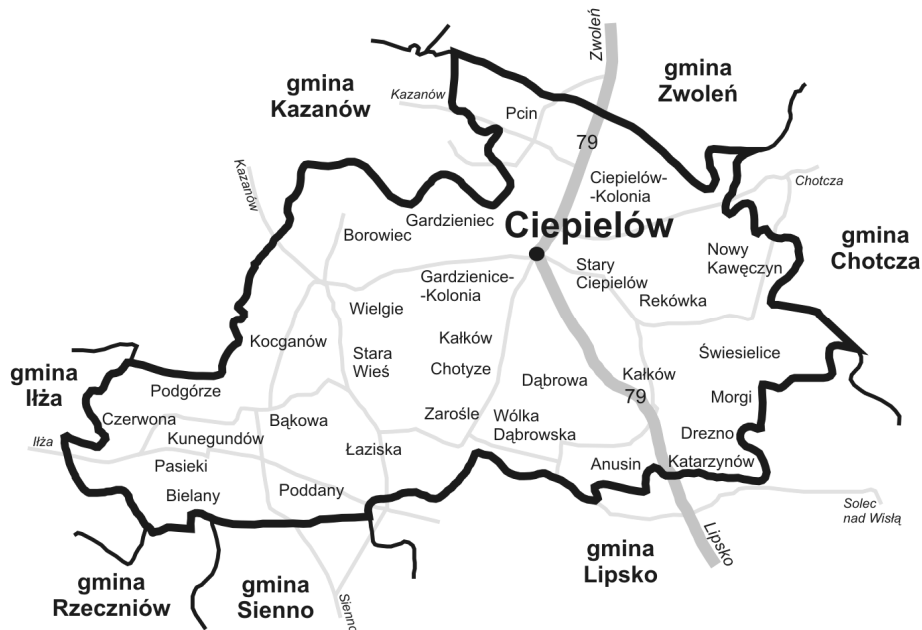 Zwoleń
gmina
Zwoleń
gmina
Kazanów
Kazanów
Pcin
79
Kazanów
Ciepielów-
-Kolonia
Chotcza
Gardzieniec
Borowiec
Ciepielów
gmina
Chotcza
Nowy
Kawęczyn
Stary
Ciepielów
Gardzienice-
-Kolonia
Rekówka
Wielgie
Kocganów
Kałków
Stara
Wieś
Chotyze
Świesielice
gmina
Iłża
Podgórze
Dąbrowa
Kałków
79
Morgi
Czerwona
Bąkowa
Zarośle
Wólka
Dąbrowska
Drezno
Kunegundów
Iłża
Łaziska
Pasieki
Anusin
Katarzynów
Bielany
Poddany
Solec
nad Wisłą
Lipsko
gmina
Lipsko
gmina
Rzeczniów
gmina
Sienno
Sienno